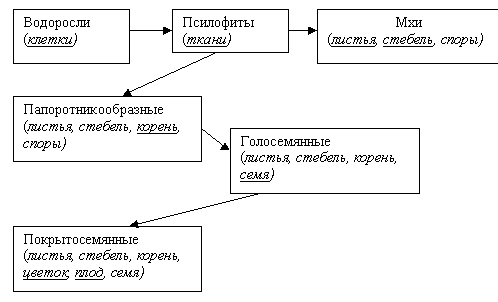 Водоросли
(клетки)
Псилофиты
(ткани)
Мхи
(листья, стебель, споры)
Папоротникообразные
(листья, стебель, корень,
споры)
Голосемянные
(листья, стебель, корень,
семя)
Покрытосемянные
(листья, стебель, корень,
цветок, плод, семя)